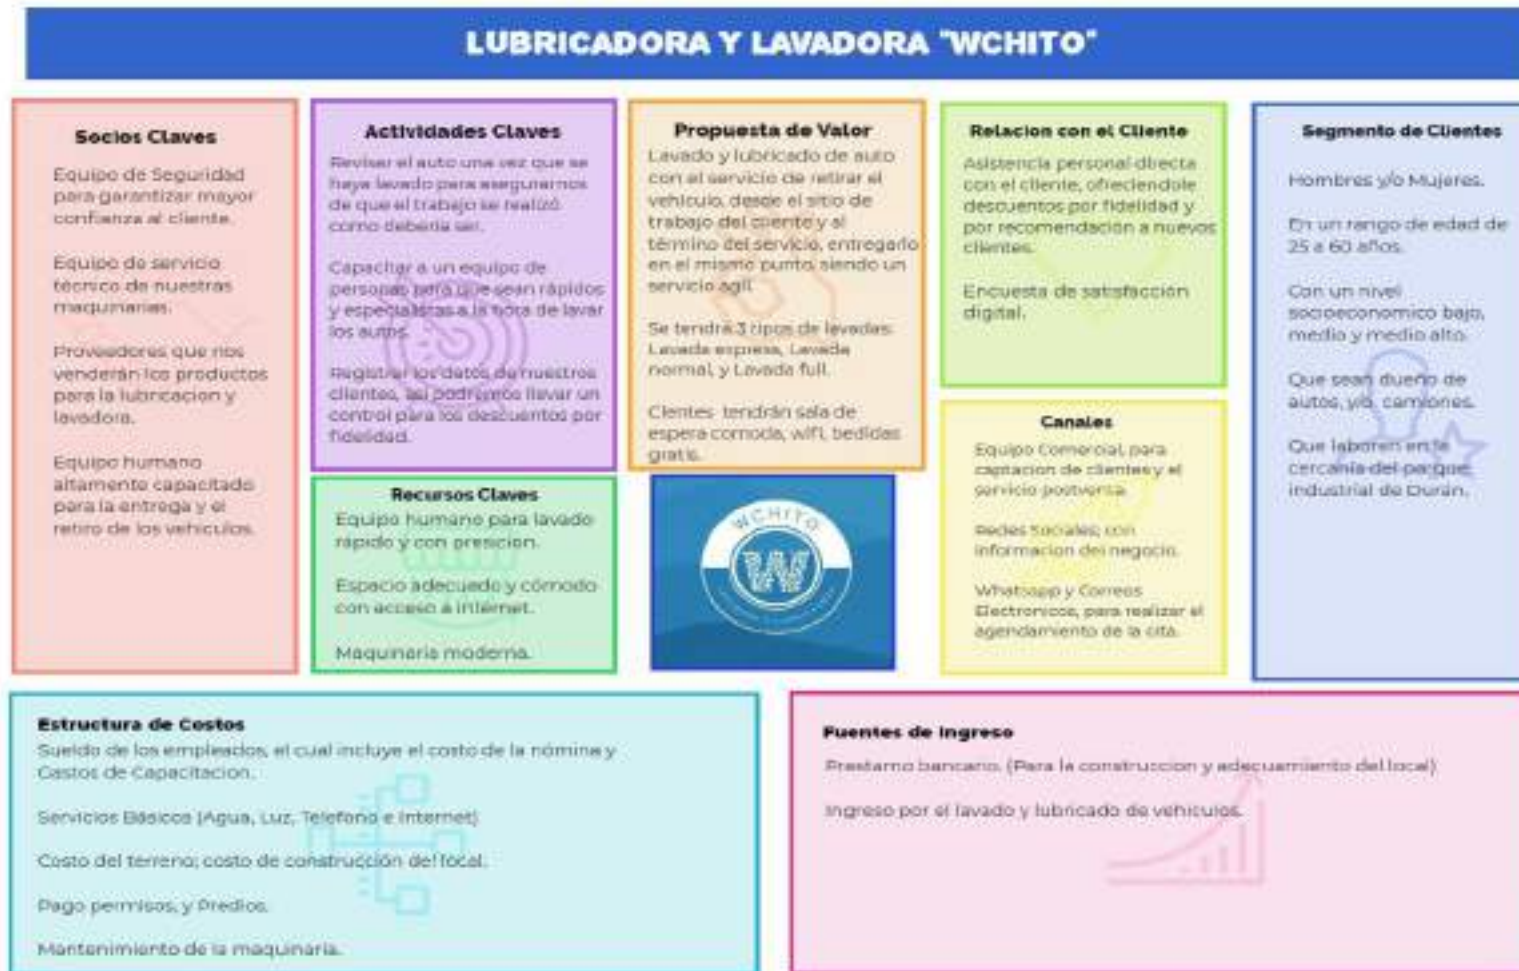 LUBRICADORA Y LAVADORA "WCHITO"
Socios Claves
Equipo de Seguridad
para garantizar mayor
confianza al cliente.
Equipo de servicio
técnico de nuestras
maquinarias.
Proveedores que nos
venderán los productos
para la lubricacion y
lavadora.
Equipo humano
altamente capacitado
para la entrega y el
retiro de los vehiculos.
Actividades Claves
Revisar el auto una vez que se
haya lavado para asegurarnos
de que el trabajo se realizó
como debería ser.
Capacitar a un equipo de
personas para que sean rápidos
y especialistas a la hora de lavar
los autos.
Registrar los datos de nuestros
clientes, así podremos llevar un
control para los descuentos por
fidelidad.
Recursos Claves
Equipo humano para lavado
rápido y con presicion.
Espacio adecuado y cómodo
con acceso a internet.
Maquinaria moderna.
Propuesta de Valor
Lavado y lubricado de auto
con el servicio de retirar el
vehículo, desde el sitio de
trabajo del cliente y al
término del servicio, entregarlo
en el mismo punto, siendo un
servicio agil.
Se tendrá 3 tipos de lavadas:
Lavada express, Lavada
normal, y Lavada full.
Clentes tendrán sala de
espera comoda, wifi, bedidas
gratis.
WCHITO
W
Relacion con el Cliente
Asistencia personal directa
con el cliente, ofreciendole
descuentos por fidelidad y
por recomendación a nuevos
clientes.
Encuesta de satisfacción
digital.
Canales
Equipo Comercial, para
captacion de clientes y el
servicio postventa.
Redes Sociales; con
informacion del negocio.
Whatsapp y Correos
Electronicos, para realizar el
agendamiento de la cita.
Segmento de Clientes
Hombres y/o Mujeres.
En un rango de edad de
25 a 60 años.
Con un nivel
socioeconomico bajo,
medio y medio alto.
Que sean dueño de
autos, y/o camiones.
Que laboren en la
cercanía del parque
industrial de Durán.
Estructura de Costos
Sueldo de los empleados, el cual incluye el costo de la nómina y
Gastos de Capacitacion.
Servicios Básicos (Agua, Luz, Telefono e Internet)
Costo del terreno; costo de construcción del local.
Pago permisos, y Predios.
Mantenimiento de la maquinaria.
Fuentes de Ingreso
Prestamo bancario. (Para la construccion y adecuamiento del local)
Ingreso por el lavado y lubricado de vehiculos.